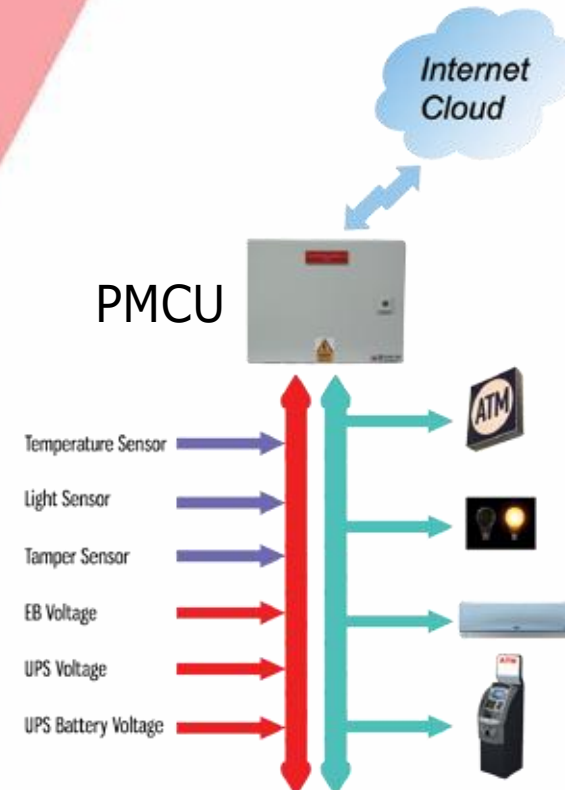 Internet
Cloud
PMCU
ATM
Temperature Sensor
Light Sensor
Tamper Sensor
EB Voltage
UPS Voltage
UPS Battery Voltage
ATM